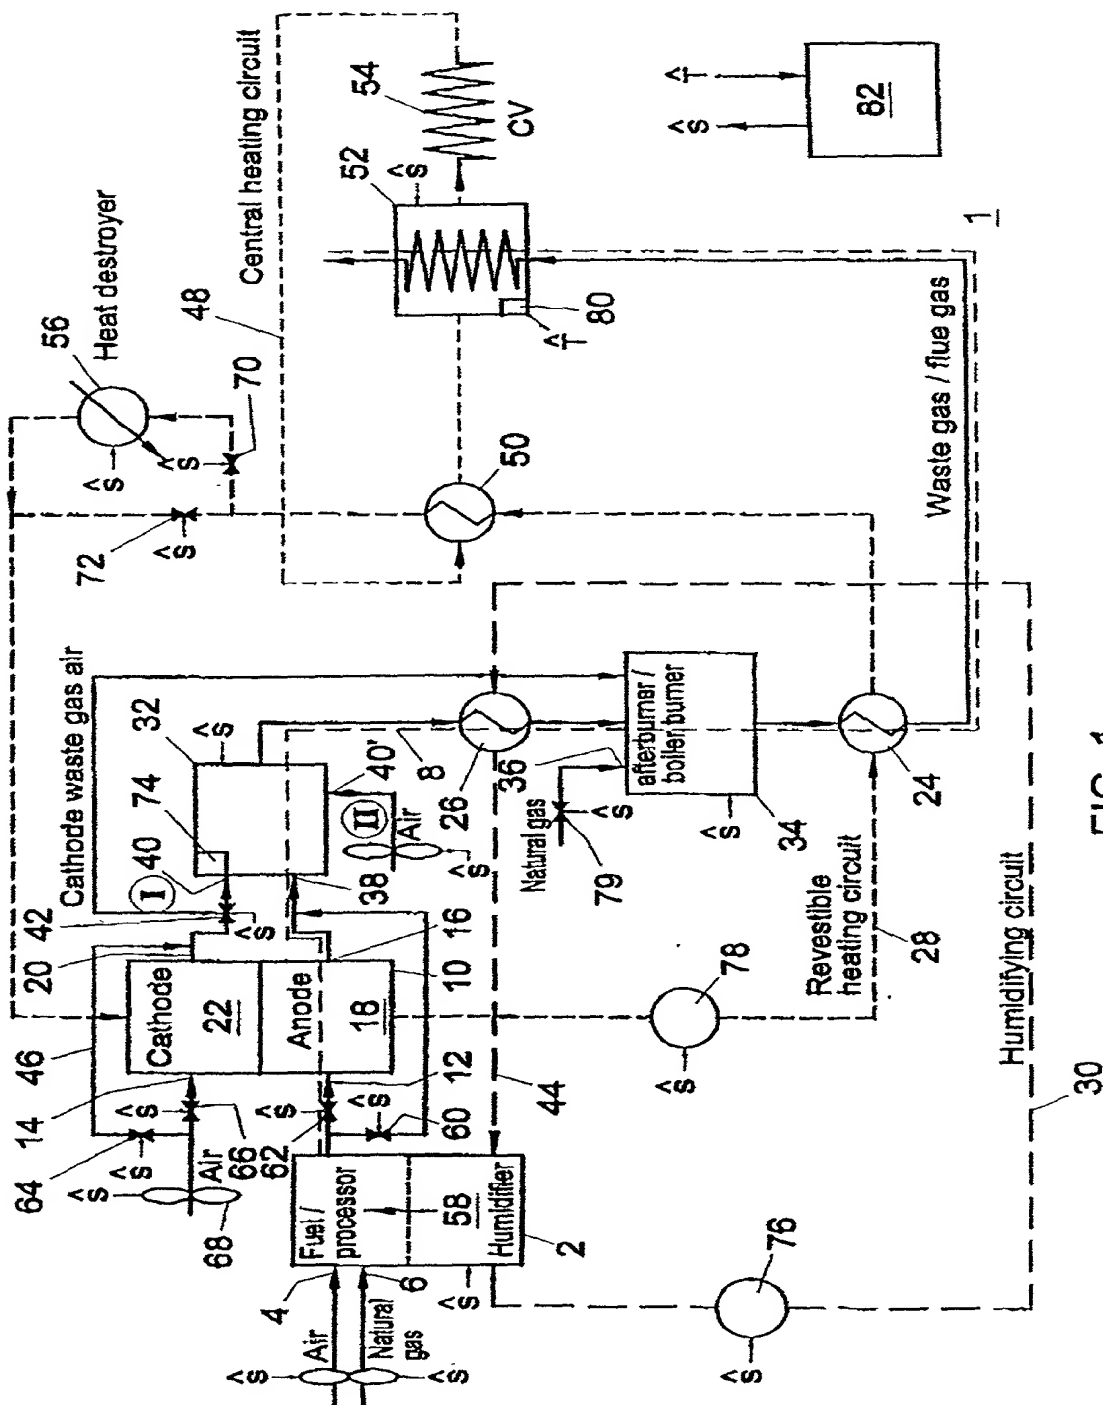 Central heating circuit
54
CV
Ŝ
T̂
82
52
Ŝ
80
T̂
1
Heat destroyer
56
48
70
Ŝ
Ŝ
72
Ŝ
50
Waste gas / flue gas
Cathode waste gas air
32
Ŝ
74
40
I
42
Ŝ
40'
II
Air
Ŝ
38
8
26
36
afterburner /
boiler burner
Natural gas
Ŝ
79
Ŝ
34
24
20
46
Cathode
22
Anode
18
16
10
12
14
Ŝ
64
Ŝ
66
Air
Ŝ
68
Ŝ
62
Ŝ
60
44
78
Ŝ
Revestible
heating circuit
28
Humidifying circuit
30
Fuel /
processor
58
Humidifier
2
Ŝ
4
6
Air
Natural
gas
Ŝ
Ŝ
76
Ŝ
FIG. 1